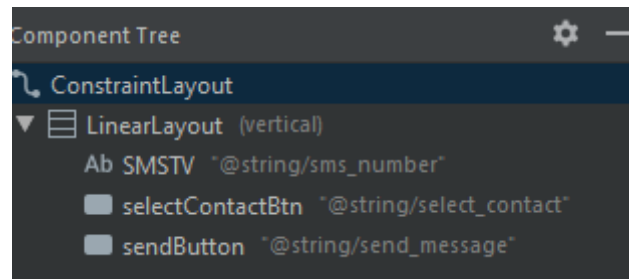 Component Tree
ConstraintLayout
LinearLayout (vertical)
Ab SMSTV "@string/sms_number"
selectContactBtn "@string/select_contact"
sendButton "@string/send_message"